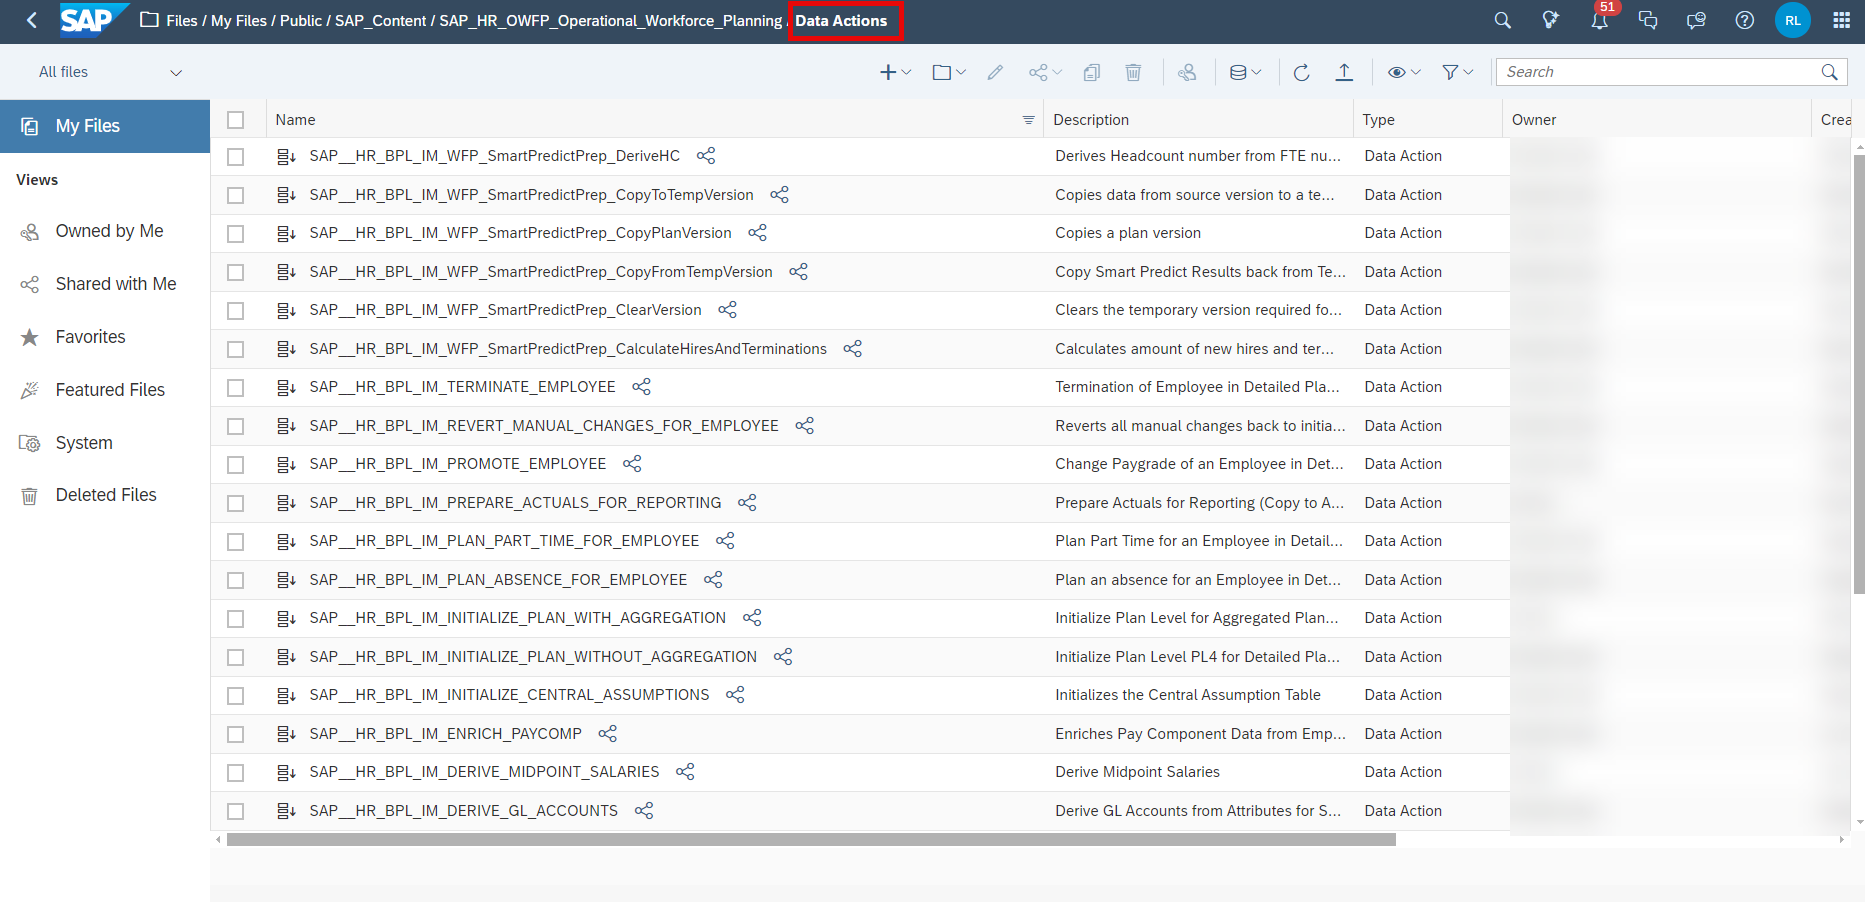 SAP Files / My Files / Public / SAP_Content / SAP_HR_OWFP_Operational_Workforce_Planning / Data Actions 51 RL
All files Search
My Files
Views
Owned by Me
Shared with Me
Favorites
Featured Files
System
Deleted Files
Name Description Type Owner Crea
SAP__HR_BPL_IM_WFP_SmartPredictPrep_DeriveHC Derives Headcount number from FTE nu... Data Action
SAP__HR_BPL_IM_WFP_SmartPredictPrep_CopyToTempVersion Copies data from source version to a te... Data Action
SAP__HR_BPL_IM_WFP_SmartPredictPrep_CopyPlanVersion Copies a plan version Data Action
SAP__HR_BPL_IM_WFP_SmartPredictPrep_CopyFromTempVersion Copy Smart Predict Results back from Te... Data Action
SAP__HR_BPL_IM_WFP_SmartPredictPrep_ClearVersion Clears the temporary version required fo... Data Action
SAP__HR_BPL_IM_WFP_SmartPredictPrep_CalculateHiresAndTerminations Calculates amount of new hires and ter... Data Action
SAP__HR_BPL_IM_TERMINATE_EMPLOYEE Termination of Employee in Detailed Pla... Data Action
SAP__HR_BPL_IM_REVERT_MANUAL_CHANGES_FOR_EMPLOYEE Reverts all manual changes back to initia... Data Action
SAP__HR_BPL_IM_PROMOTE_EMPLOYEE Change Paygrade of an Employee in Det... Data Action
SAP__HR_BPL_IM_PREPARE_ACTUALS_FOR_REPORTING Prepare Actuals for Reporting (Copy to A... Data Action
SAP__HR_BPL_IM_PLAN_PART_TIME_FOR_EMPLOYEE Plan Part Time for an Employee in Detail... Data Action
SAP__HR_BPL_IM_PLAN_ABSENCE_FOR_EMPLOYEE Plan an absence for an Employee in Det... Data Action
SAP__HR_BPL_IM_INITIALIZE_PLAN_WITH_AGGREGATION Initialize Plan Level for Aggregated Plan... Data Action
SAP__HR_BPL_IM_INITIALIZE_PLAN_WITHOUT_AGGREGATION Initialize Plan Level PL4 for Detailed Pla... Data Action
SAP__HR_BPL_IM_INITIALIZE_CENTRAL_ASSUMPTIONS Initializes the Central Assumption Table Data Action
SAP__HR_BPL_IM_ENRICH_PAYCOMP Enriches Pay Component Data from Emp... Data Action
SAP__HR_BPL_IM_DERIVE_MIDPOINT_SALARIES Derive Midpoint Salaries Data Action
SAP__HR_BPL_IM_DERIVE_GL_ACCOUNTS Derive GL Accounts from Attributes for S... Data Action